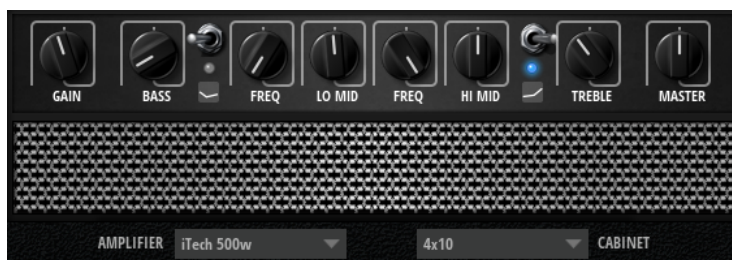 GAIN BASS FREQ LO MID FREQ HI MID TREBLE MASTER
AMPLIFIER iTech 500w 4x10 CABINET